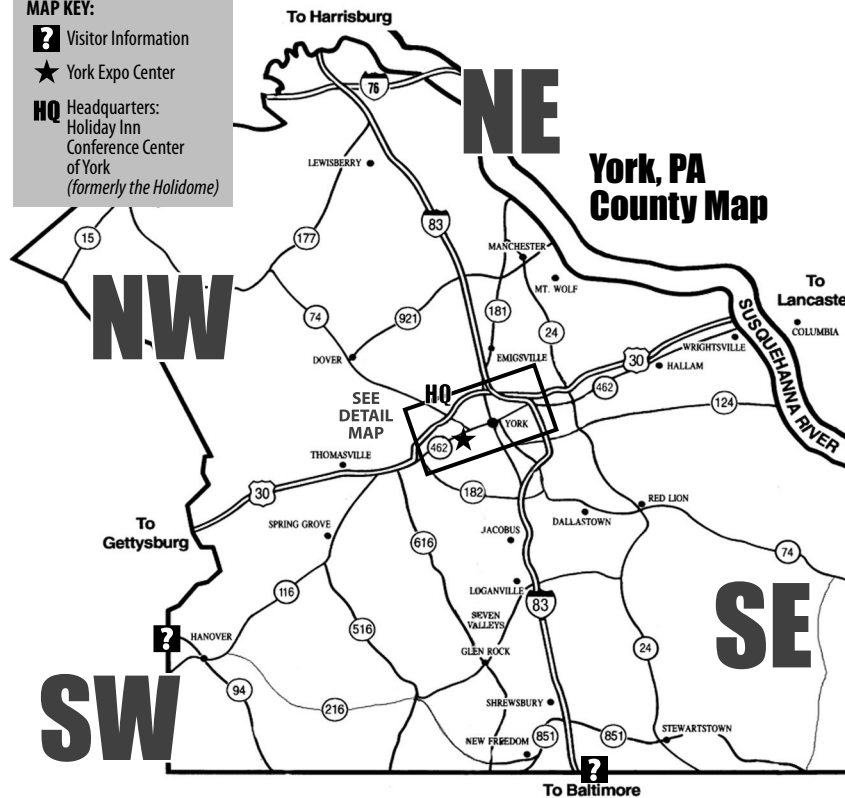 MAP KEY:
? Visitor Information
York Expo Center
HQ Headquarters:
Holiday Inn
Conference Center
of York
(formerly the Holidome)
To Harrisburg
76
NE
York, PA
County Map
LEWISBERRY
83
15
177
MANCHESTER
MT. WOLF
NW
74
921
181
24
To
Lancaste
COLUMBIA
SUSQUEHANNA RIVER
WRIGHTSVILLE
DOVER
EMIGSVILLE
30
HALLAM
462
HQ
SEE
DETAIL
MAP
124
YORK
462
THOMASVILLE
30
182
RED LION
DALLASTOWN
To
Gettysburg
SPRING GROVE
616
JACOBUS
74
116
LOGANVILLE
83
SE
SEVEN
VALLEYS
516
? HANOVER
GLEN ROCK
24
SW
94
216
SHREWSBURY
NEW FREEDOM
851
851
STEWARTSTOWN
?
To Baltimore